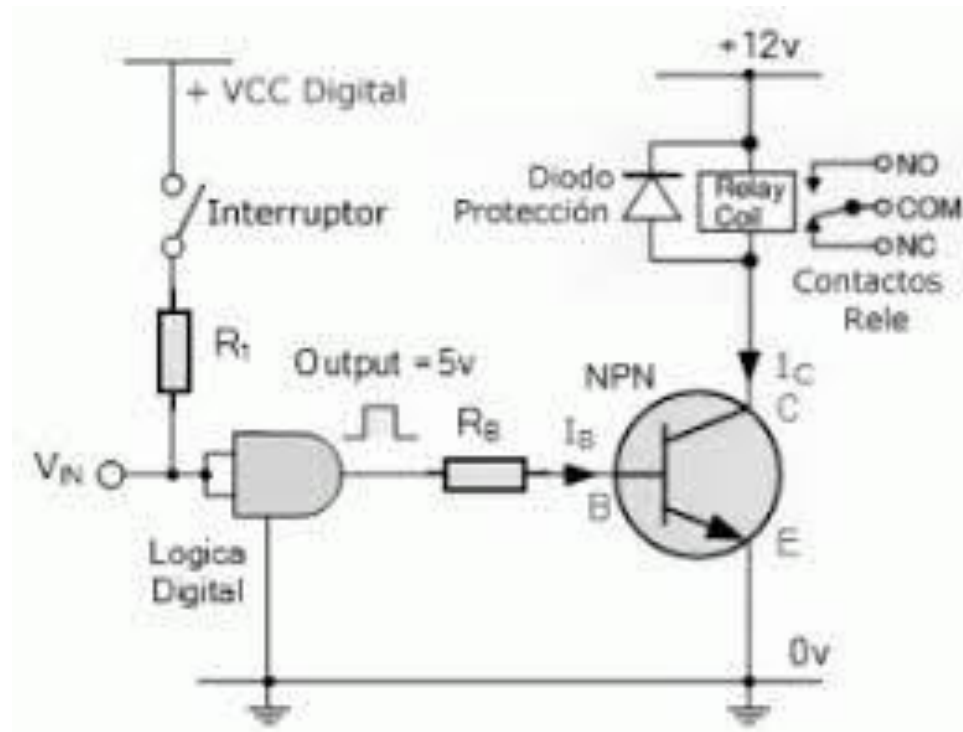 +12v
+ VCC Digital
Diodo
Protección
Relay
Coil
NO
COM
NC
Contactos
Rele
Interruptor
R1
Output = 5v
NPN
IC
C
RB
IB
VIN
B
E
Logica
Digital
0v